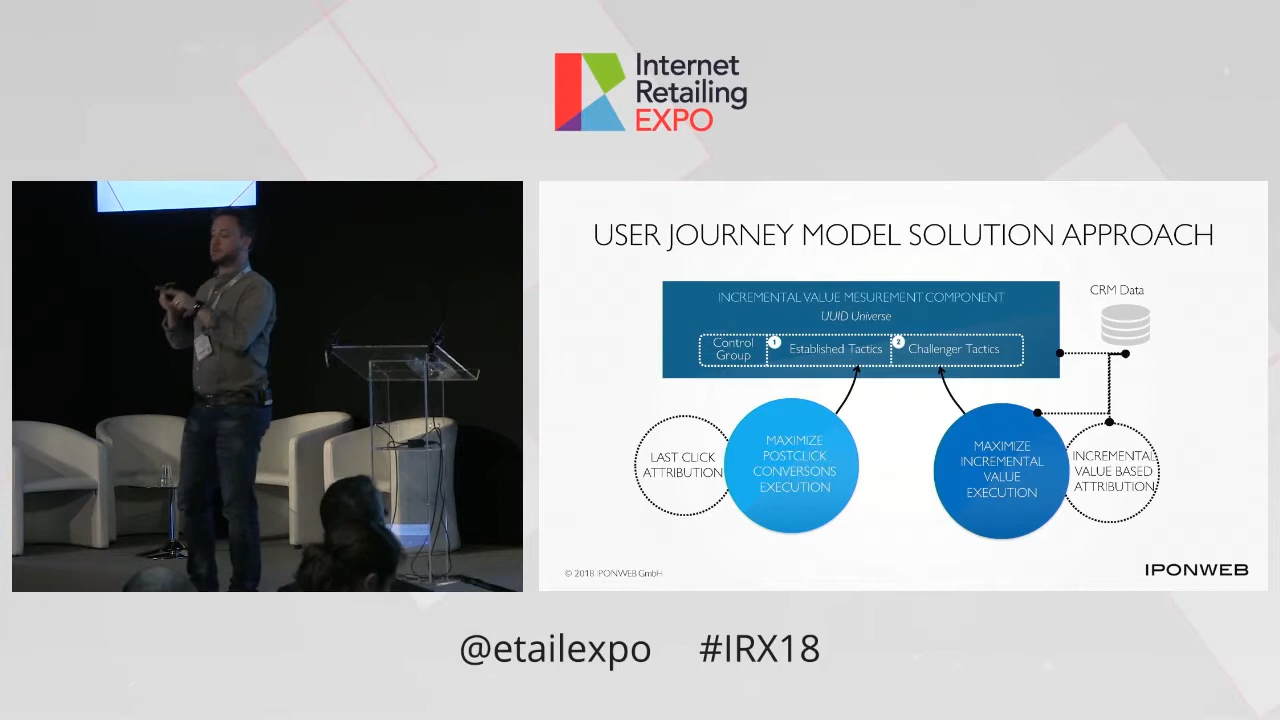 Internet
Retailing
EXPO
USER JOURNEY MODEL SOLUTION APPROACH
INCREMENTAL VALUE MESUREMENT COMPONENT
UUID Universe
Control
Group
1
Established Tactics
2
Challenger Tactics
CRM Data
LAST CLICK
ATTRIBUTION
MAXIMIZE
POSTCLICK
CONVERSONS
EXECUTION
MAXIMIZE
INCREMENTAL
VALUE
EXECUTION
INCREMENTAL
VALUE BASED
ATTRIBUTION
© 2018 IPONWEB GmbH
IPONWEB
@etailexpo #IRX18